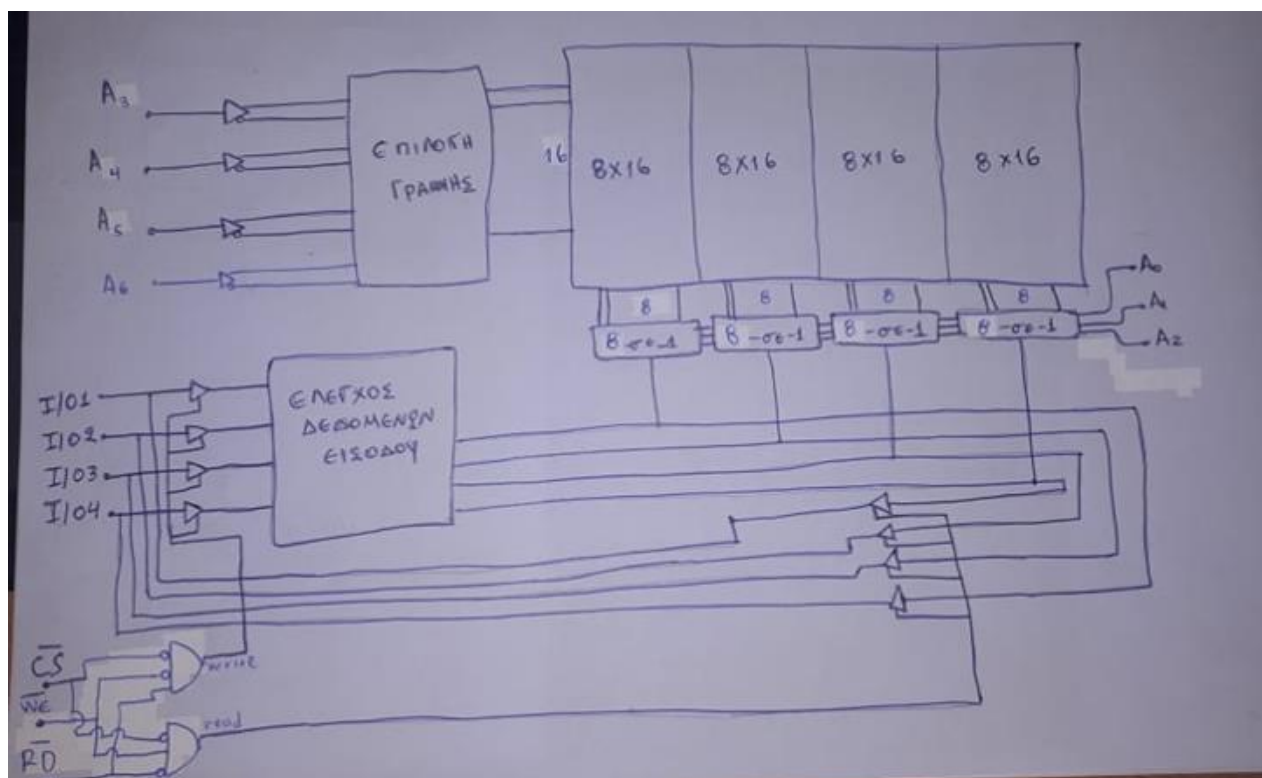 A3
A4
A5
A6
ΕΠΙΛΟΓΗ
ΓΡΑΜΜΗΣ
16
8X16
8X16
8X16
8X16
8
8
8
8
8-σε-1
8-σε-1
8-σε-1
8-σε-1
A0
A1
A2
I/O1
I/O2
I/O3
I/O4
ΕΛΕΓΧΟΣ
ΔΕΔΟΜΕΝΩΝ
ΕΙΣΟΔΟΥ
CS
WE
RD
write
read